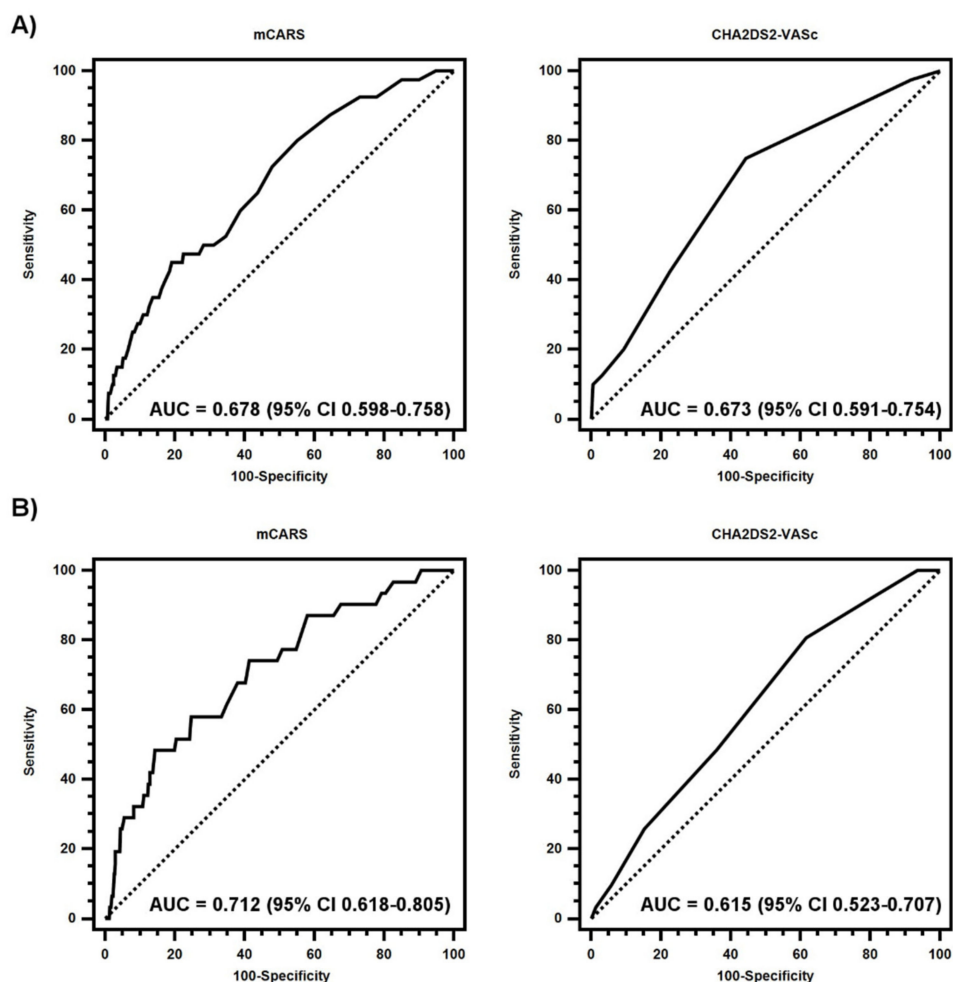 A)
mCARS
CHA2DS2-VASc
100
80
60
40
20
0
Sensitivity
AUC = 0.678 (95% CI 0.598-0.758)
0 20 40 60 80 100
100-Specificity
100
80
60
40
20
0
Sensitivity
AUC = 0.673 (95% CI 0.591-0.754)
0 20 40 60 80 100
100-Specificity
B)
mCARS
CHA2DS2-VASc
100
80
60
40
20
0
Sensitivity
AUC = 0.712 (95% CI 0.618-0.805)
0 20 40 60 80 100
100-Specificity
100
80
60
40
20
0
Sensitivity
AUC = 0.615 (95% CI 0.523-0.707)
0 20 40 60 80 100
100-Specificity